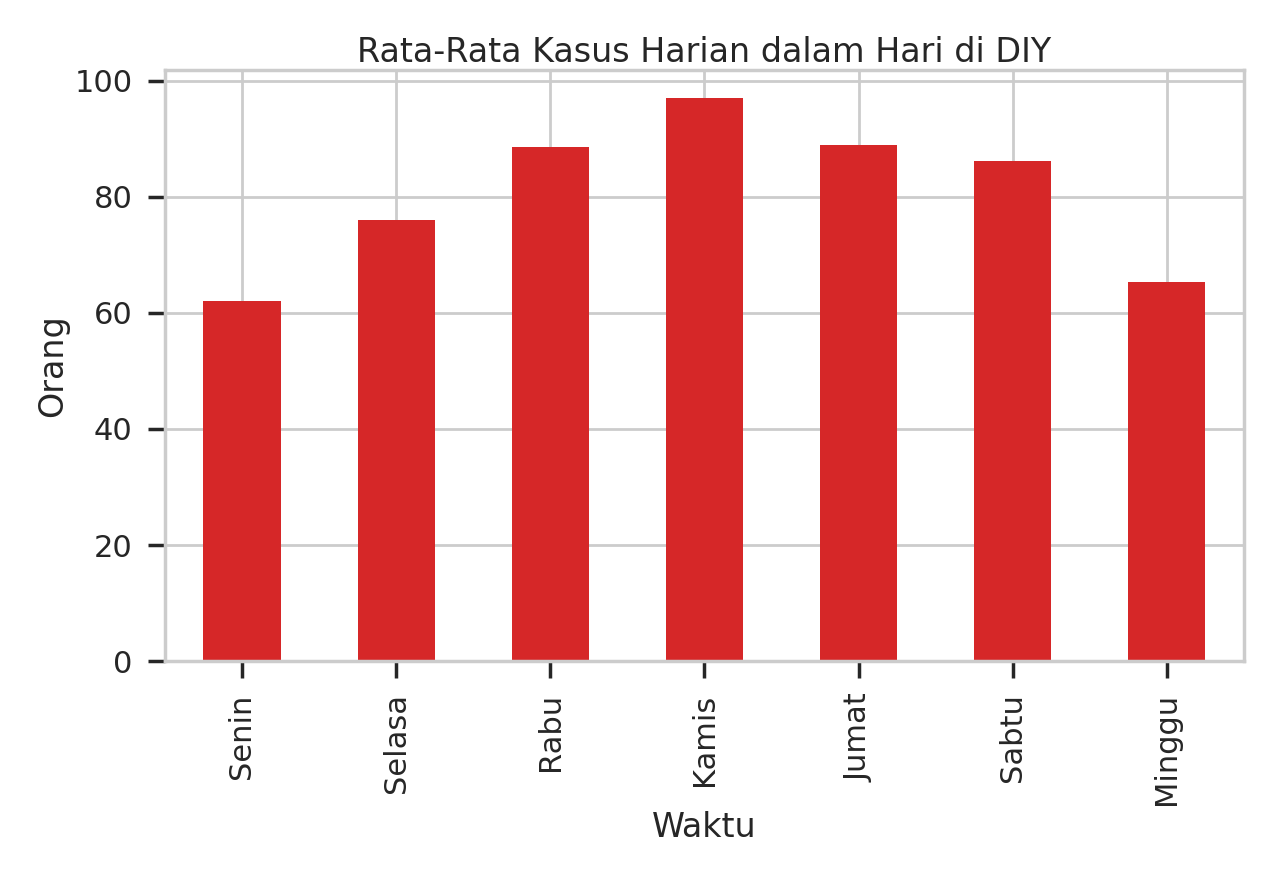 Rata-Rata Kasus Harian dalam Hari di DIY
100
80
60
40
20
0
Orang
Senin
Selasa
Rabu
Kamis
Jumat
Sabtu
Minggu
Waktu